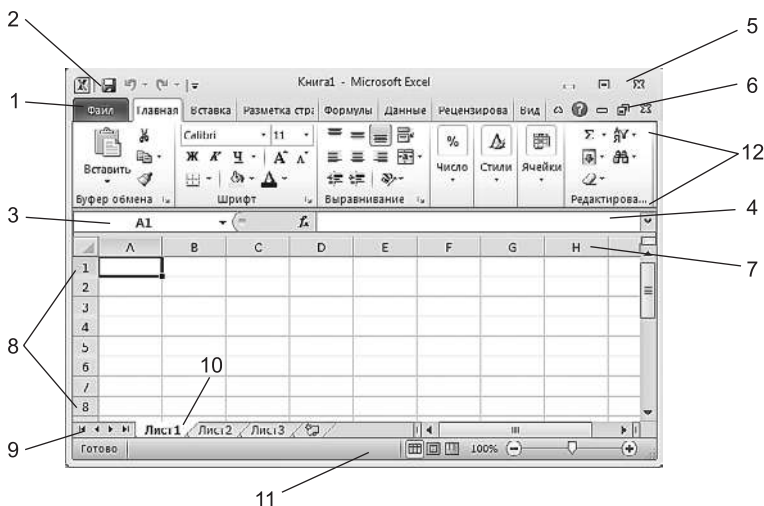 2
5
Книга1 - Microsoft Excel
6
1
Файл Главная Вставка Разметка стра Формулы Данные Рецензирова Вид
12
Calibri 11
Ж К Ч А А А
Вставить
%
Число Стили Ячейки
Σ
Буфер обмена Шрифт Выравнивание Редактирова...
3
A1
fx
4
A B C D E F G H
7
1
2
3
4
5
6
7
8
8
10
9
Лист1 Лист2 Лист3
Готово 100%
11